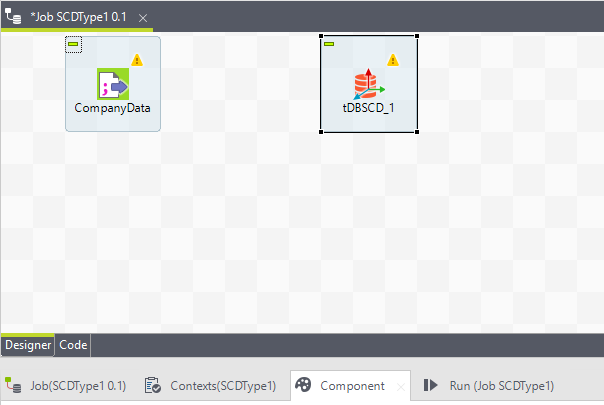 *Job SCDType1 0.1
CompanyData
tDBSCD_1
Designer Code
Job(SCDType1 0.1) Contexts(SCDType1) Component Run (Job SCDType1)